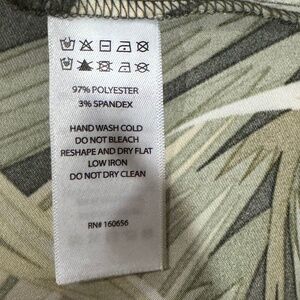 97% POLYESTER
3% SPANDEX
HAND WASH COLD
DO NOT BLEACH
RESHAPE AND DRY FLAT
LOW IRON
DO NOT DRY CLEAN
RN# 160656